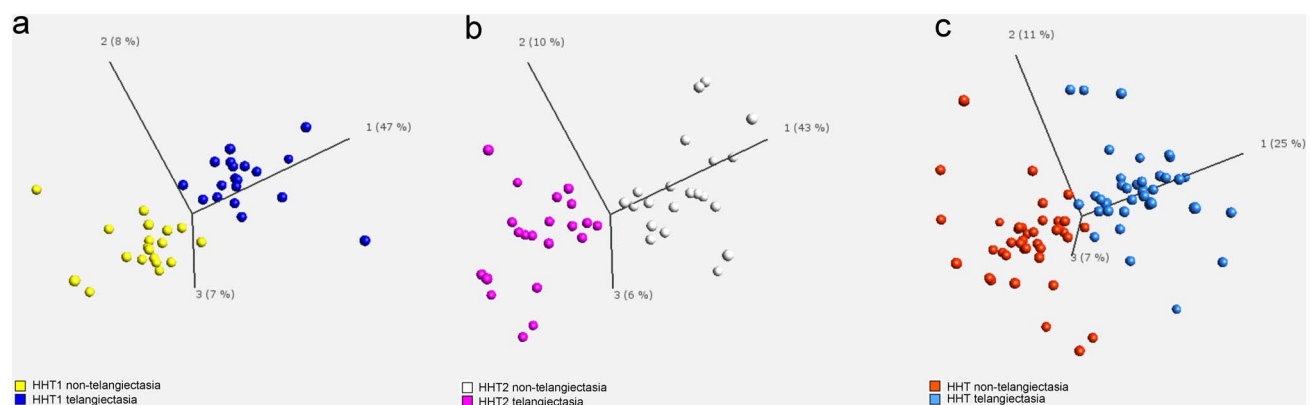 a
2 (8 %)
1 (47 %)
3 (7 %)
HHT1 non-telangiectasia
HHT1 telangiectasia
b
2 (10 %)
1 (43 %)
3 (6 %)
HHT2 non-telangiectasia
HHT2 telangiectasia
c
2 (11 %)
1 (25 %)
3 (7 %)
HHT non-telangiectasia
HHT telangiectasia